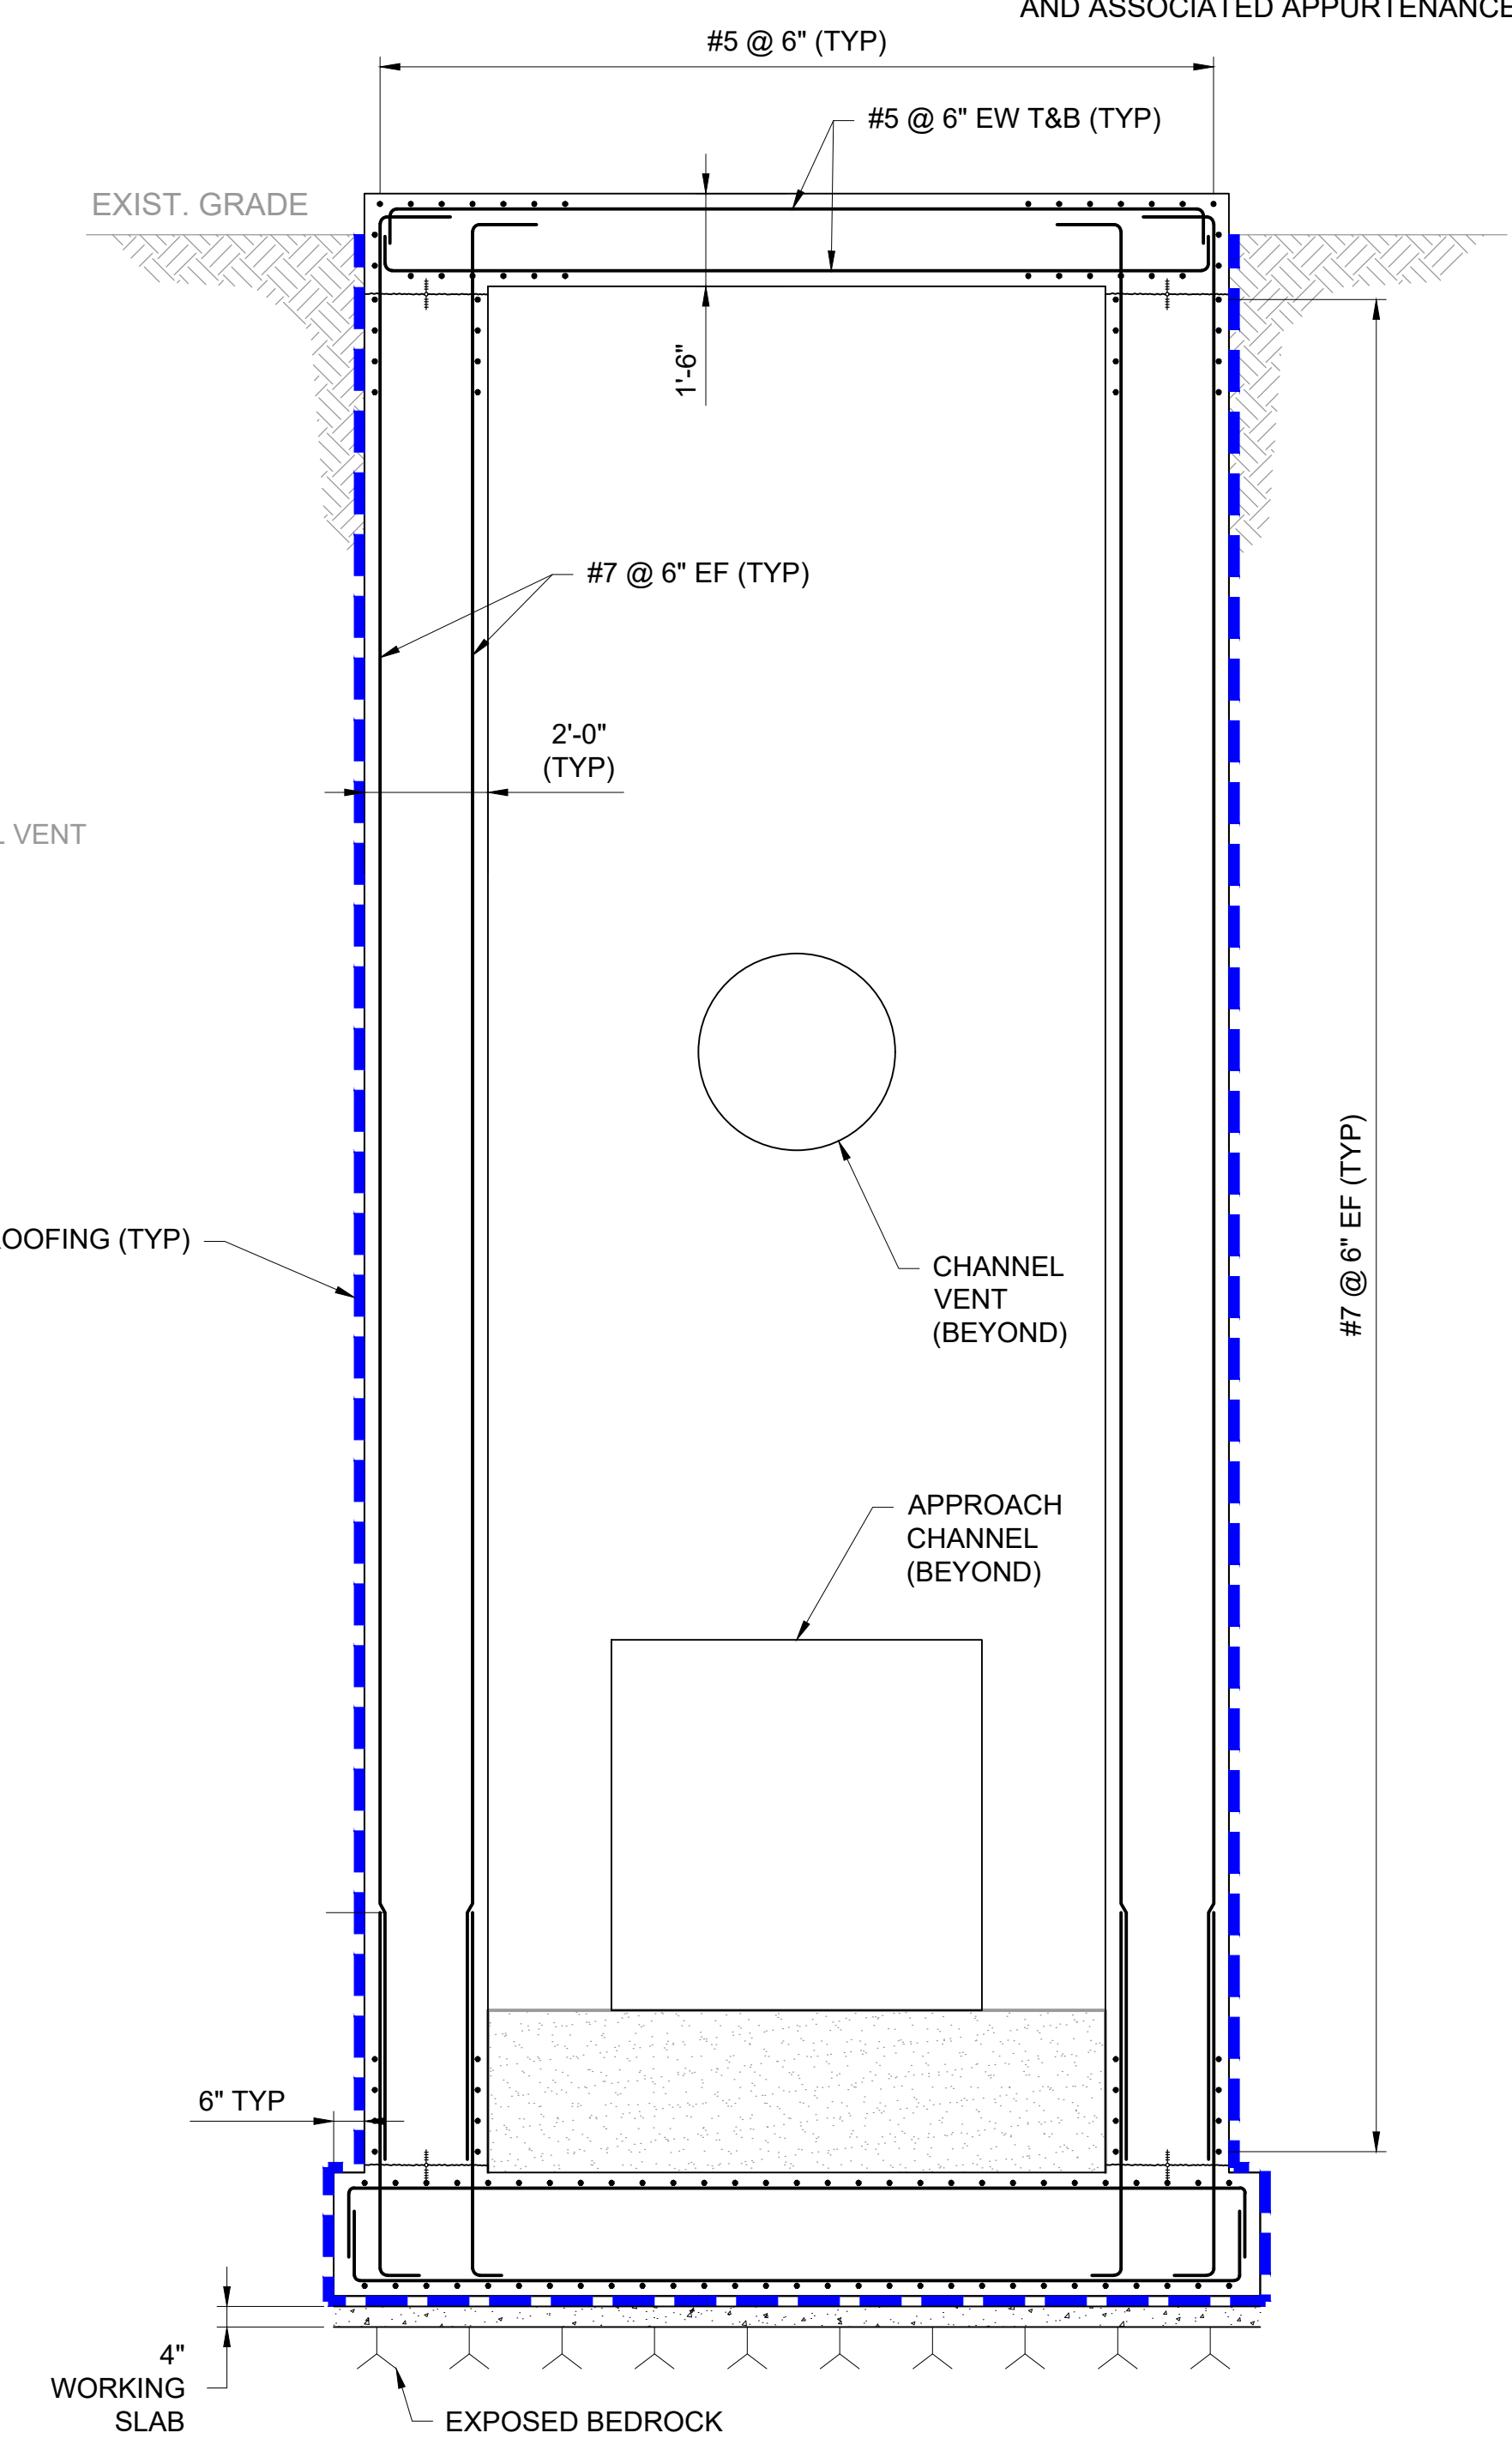 AND ASSOCIATED APPURTENANCE
#5 @ 6" (TYP)
#5 @ 6" EW T&B (TYP)
EXIST. GRADE
1'-6"
#7 @ 6" EF (TYP)
2'-0"
(TYP)
VENT
CHANNEL
VENT
(BEYOND)
#7 @ 6" EF (TYP)
OOFING (TYP)
APPROACH
CHANNEL
(BEYOND)
6" TYP
4"
WORKING
SLAB
EXPOSED BEDROCK